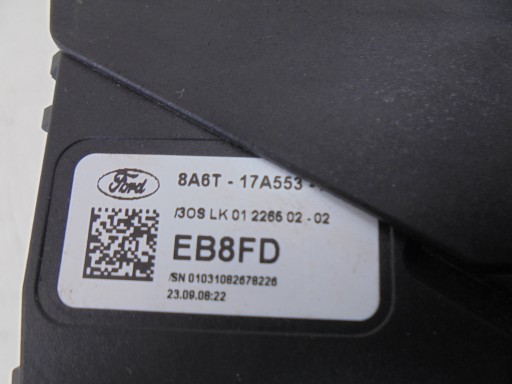 Ford
8A6T - 17A553 -
/3OS LK 01 2266 02 - 02
EB8FD
/SN 01031082678226
23.09.08:22